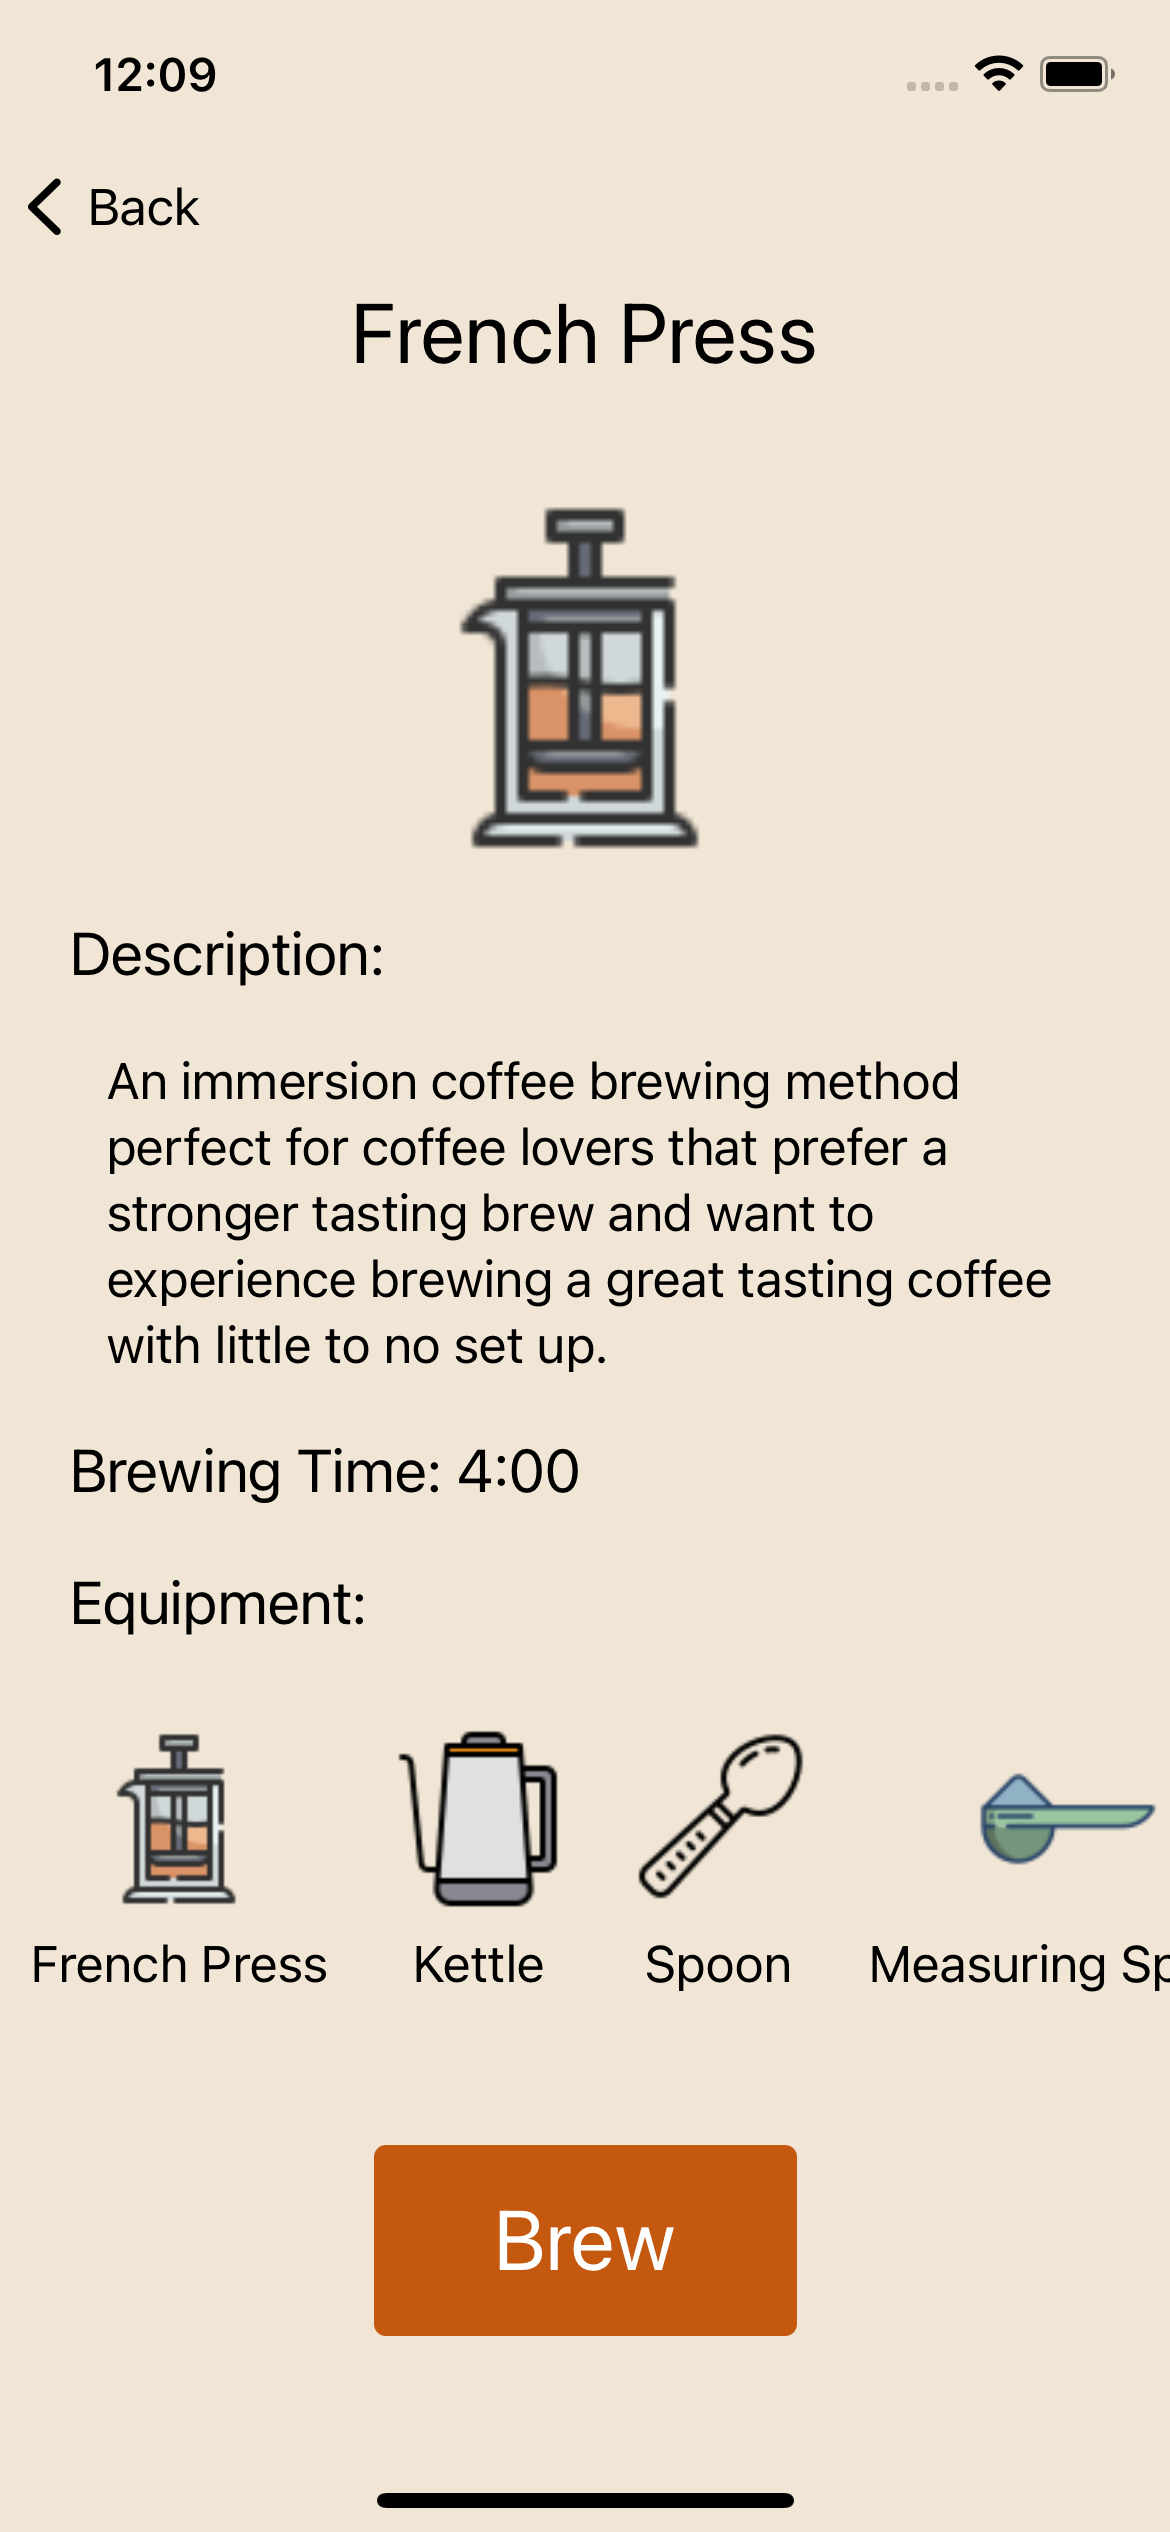 12:09
Back
French Press
Description:
An immersion coffee brewing method
perfect for coffee lovers that prefer a
stronger tasting brew and want to
experience brewing a great tasting coffee
with little to no set up.
Brewing Time: 4:00
Equipment:
French Press Kettle Spoon Measuring Sp
Brew